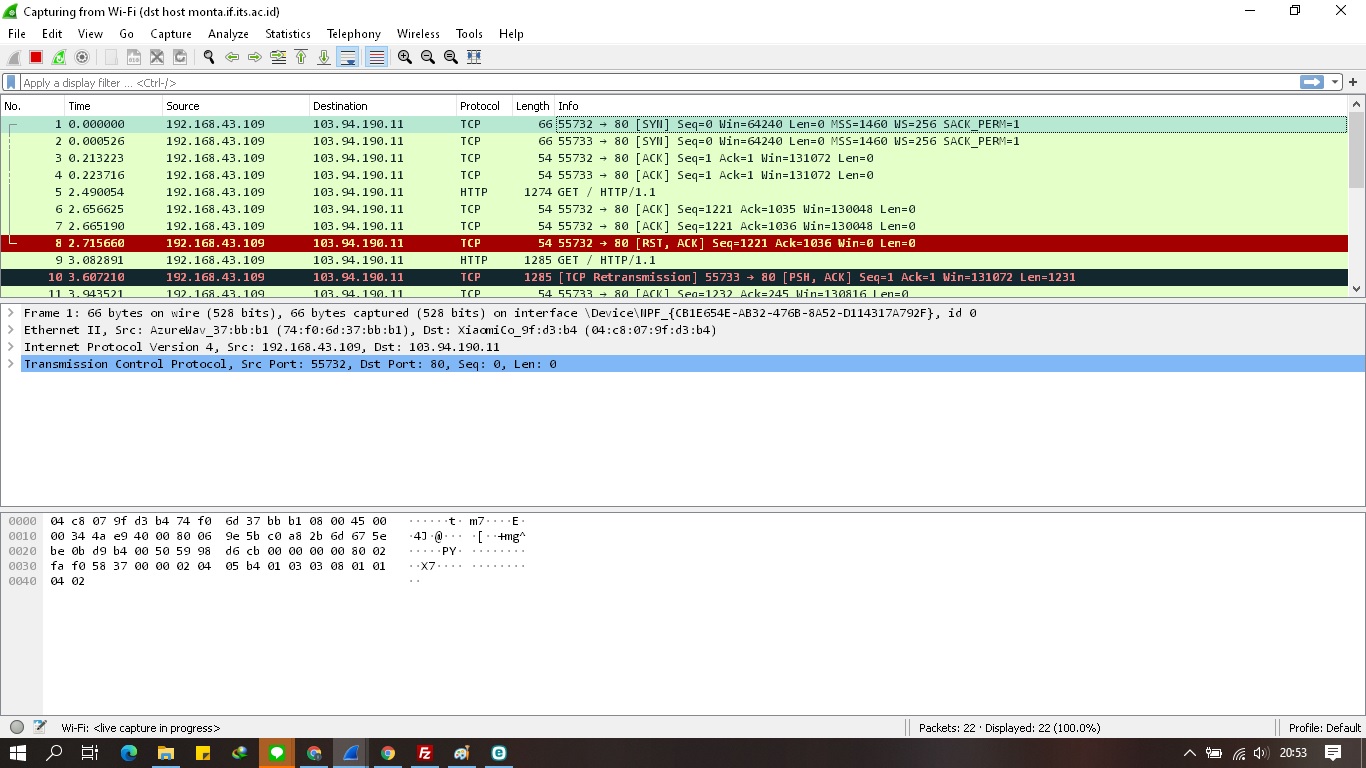 Capturing from Wi-Fi (dst host monta.if.its.ac.id)
File Edit View Go Capture Analyze Statistics Telephony Wireless Tools Help
Apply a display filter ... <Ctrl-/>
No. Time Source Destination Protocol Length Info
1 0.000000 192.168.43.109 103.94.190.11 TCP 66 55732 → 80 [SYN] Seq=0 Win=64240 Len=0 MSS=1460 WS=256 SACK_PERM=1
2 0.000526 192.168.43.109 103.94.190.11 TCP 66 55733 → 80 [SYN] Seq=0 Win=64240 Len=0 MSS=1460 WS=256 SACK_PERM=1
3 0.213223 192.168.43.109 103.94.190.11 TCP 54 55732 → 80 [ACK] Seq=1 Ack=1 Win=131072 Len=0
4 0.223716 192.168.43.109 103.94.190.11 TCP 54 55733 → 80 [ACK] Seq=1 Ack=1 Win=131072 Len=0
5 2.490054 192.168.43.109 103.94.190.11 HTTP 1274 GET / HTTP/1.1
6 2.656625 192.168.43.109 103.94.190.11 TCP 54 55732 → 80 [ACK] Seq=1221 Ack=1035 Win=130048 Len=0
7 2.665190 192.168.43.109 103.94.190.11 TCP 54 55732 → 80 [ACK] Seq=1221 Ack=1036 Win=130048 Len=0
8 2.715660 192.168.43.109 103.94.190.11 TCP 54 55732 → 80 [RST, ACK] Seq=1221 Ack=1036 Win=0 Len=0
9 3.082891 192.168.43.109 103.94.190.11 HTTP 1285 GET / HTTP/1.1
10 3.607210 192.168.43.109 103.94.190.11 TCP 1285 [TCP Retransmission] 55733 → 80 [PSH, ACK] Seq=1 Ack=1 Win=131072 Len=1231
11 3.943521 192.168.43.109 103.94.190.11 TCP 54 55733 → 80 [ACK] Seq=1232 Ack=245 Win=130816 Len=0
Frame 1: 66 bytes on wire (528 bits), 66 bytes captured (528 bits) on interface \Device\NPF_{CB1E654E-AB32-476B-8A52-D114317A792F}, id 0
Ethernet II, Src: AzureWav_37:bb:b1 (74:f0:6d:37:bb:b1), Dst: XiaomiCo_9f:d3:b4 (04:c8:07:9f:d3:b4)
Internet Protocol Version 4, Src: 192.168.43.109, Dst: 103.94.190.11
Transmission Control Protocol, Src Port: 55732, Dst Port: 80, Seq: 0, Len: 0
0000 04 c8 07 9f d3 b4 74 f0 6d 37 bb b1 08 00 45 00 ······t· m7····E·
0010 00 34 4a e9 40 00 80 06 9e 5b c0 a8 2b 6d 67 5e ·4J·@··· ·[··+mg^
0020 be 0b d9 b4 00 50 59 98 d6 cb 00 00 00 00 80 02 ·····PY· ········
0030 fa f0 58 37 00 00 02 04 05 b4 01 03 03 08 01 01 ··X7···· ········
0040 04 02 ··
Wi-Fi: <live capture in progress> Packets: 22 · Displayed: 22 (100.0%) Profile: Default
20:53